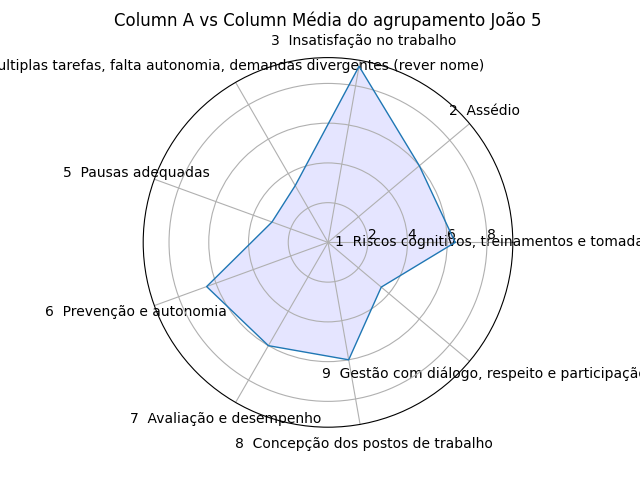 Column A vs Column Média do agrupamento João 5
3  Insatisfação no trabalho
tiplas tarefas, falta autonomia, demandas divergentes (rever nome)
2  Assédio
5  Pausas adequadas
2
4
6
8
1  Riscos cognitivos, treinamentos e tomada
6  Prevenção e autonomia
9  Gestão com diálogo, respeito e participação
7  Avaliação e desempenho
8  Concepção dos postos de trabalho